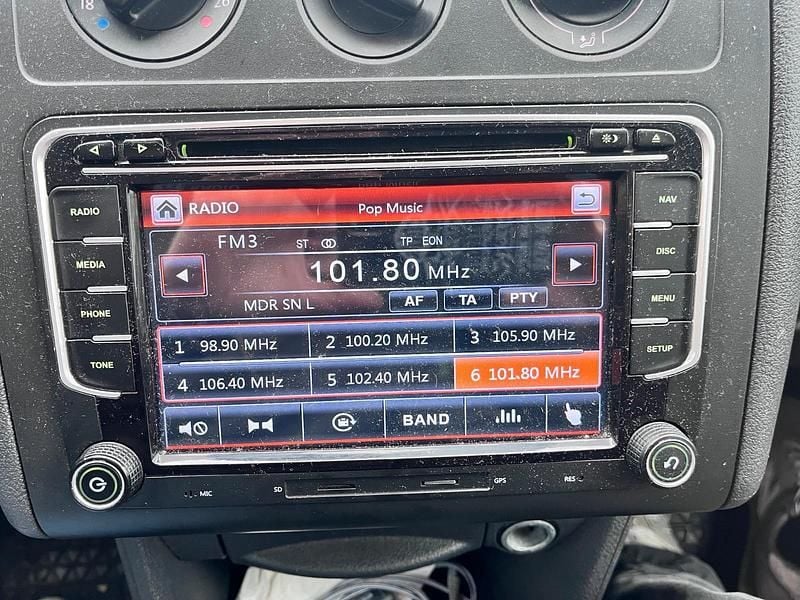 18 26
RADIO
MEDIA
PHONE
TONE
RADIO Pop Music
FM3 ST TP EON
101.80 MHz
MDR SN L AF TA PTY
1 98.90 MHz 2 100.20 MHz 3 105.90 MHz
4 106.40 MHz 5 102.40 MHz 6 101.80 MHz
BAND
NAV
DISC
MENU
SETUP
MIC SD GPS RES